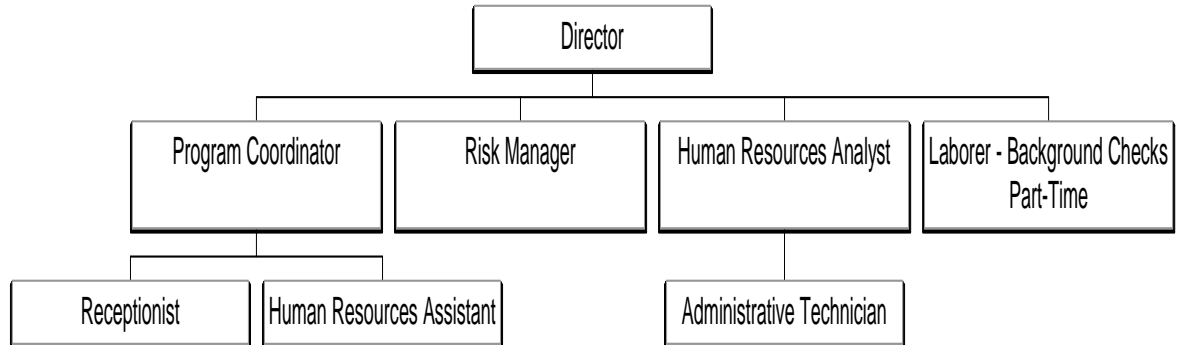 Director
Program Coordinator
Risk Manager
Human Resources Analyst
Laborer - Background Checks
Part-Time
Receptionist
Human Resources Assistant
Administrative Technician